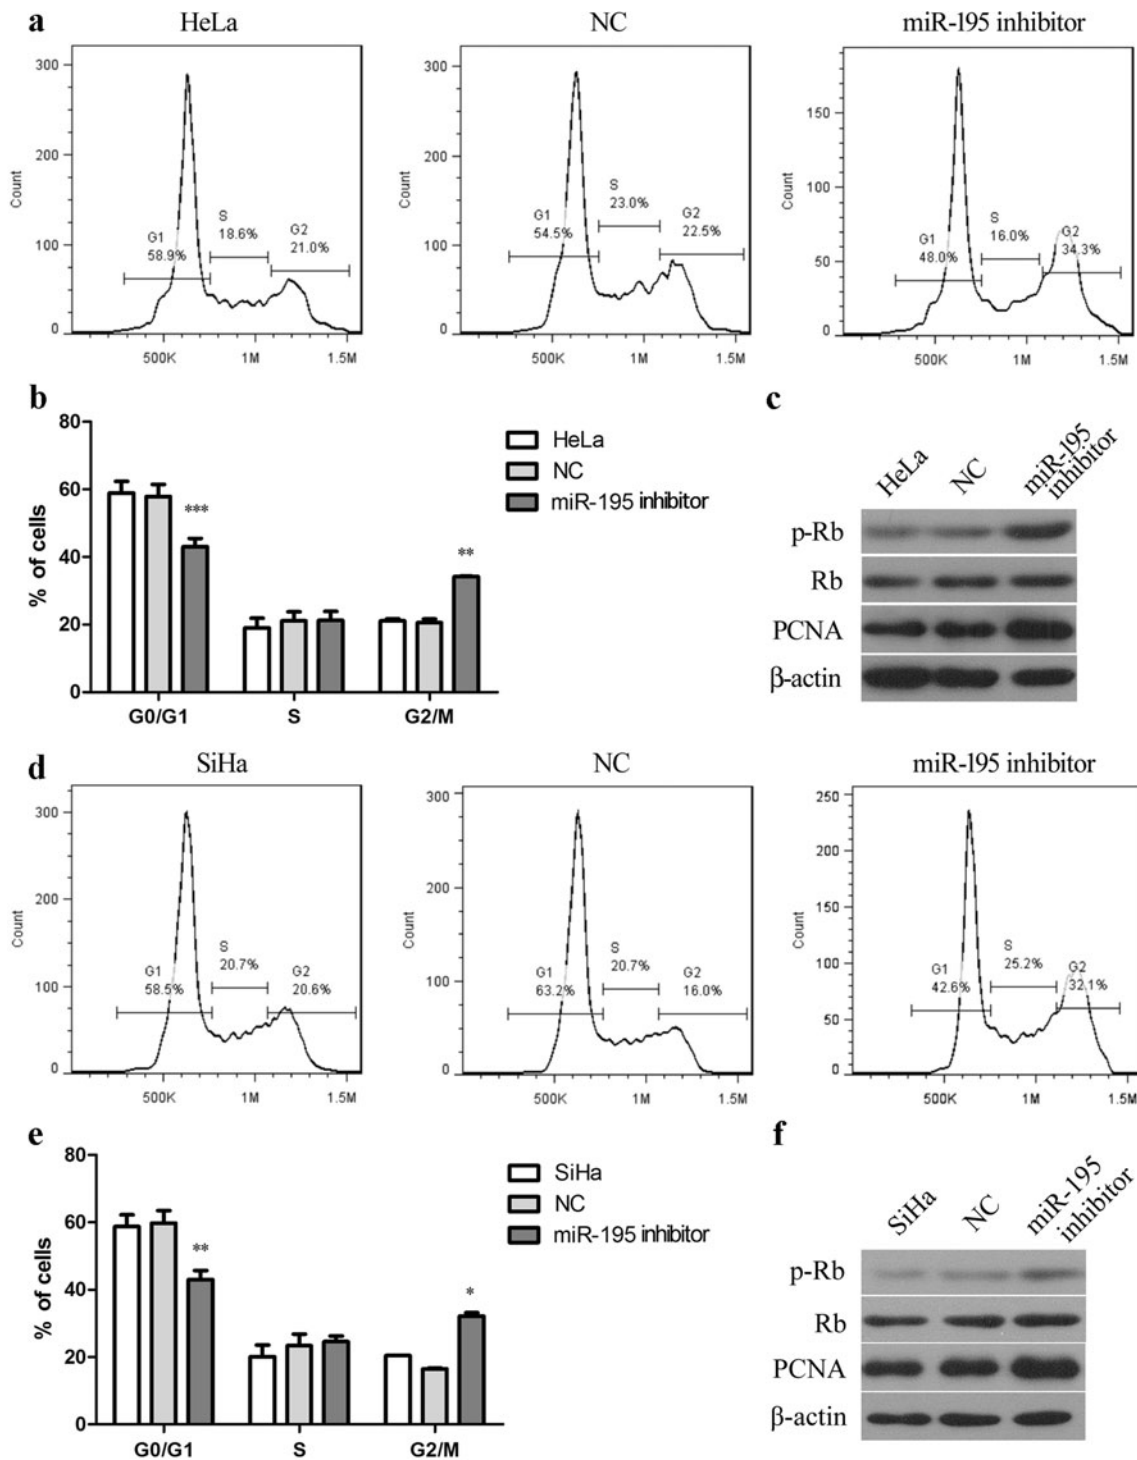 a
HeLa
NC
miR-195 inhibitor
300
200
100
0
Count
G1
58.9%
S
18.6%
G2
21.0%
500K
1M
1.5M
300
200
100
0
Count
G1
54.5%
S
23.0%
G2
22.5%
500K
1M
1.5M
150
100
50
0
Count
G1
48.0%
S
16.0%
G2
34.3%
500K
1M
1.5M
b
80
60
40
20
0
% of cells
***
**
G0/G1
S
G2/M
HeLa
NC
miR-195 inhibitor
c
HeLa
NC
miR-195
inhibitor
p-Rb
Rb
PCNA
β-actin
d
SiHa
NC
miR-195 inhibitor
300
200
100
0
Count
G1
58.5%
S
20.7%
G2
20.6%
500K
1M
1.5M
300
200
100
0
Count
G1
63.2%
S
20.7%
G2
16.0%
500K
1M
1.5M
250
200
150
100
50
0
Count
G1
42.6%
S
25.2%
G2
32.1%
500K
1M
1.5M
e
80
60
40
20
0
% of cells
**
*
G0/G1
S
G2/M
SiHa
NC
miR-195 inhibitor
f
SiHa
NC
miR-195
inhibitor
p-Rb
Rb
PCNA
β-actin